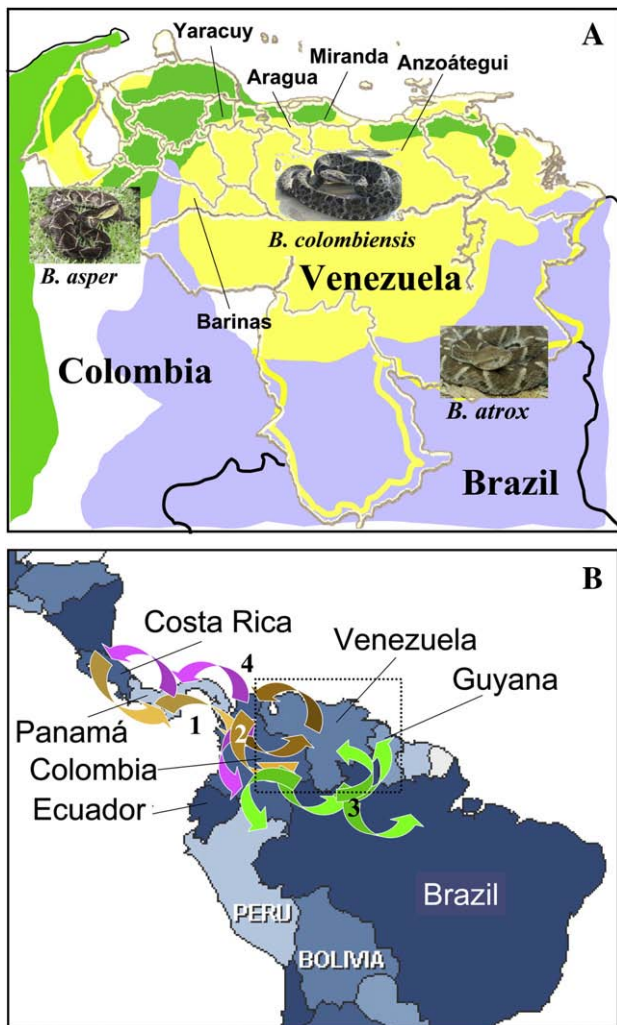 A
Yaracuy
Miranda
Aragua
Anzoátegui
B. colombiensis
B. asper
Venezuela
Barinas
Colombia
B. atrox
Brazil
B
Costa Rica
4
Venezuela
Guyana
Panamá
1
2
Colombia
Ecuador
3
Brazil
PERU
BOLIVIA